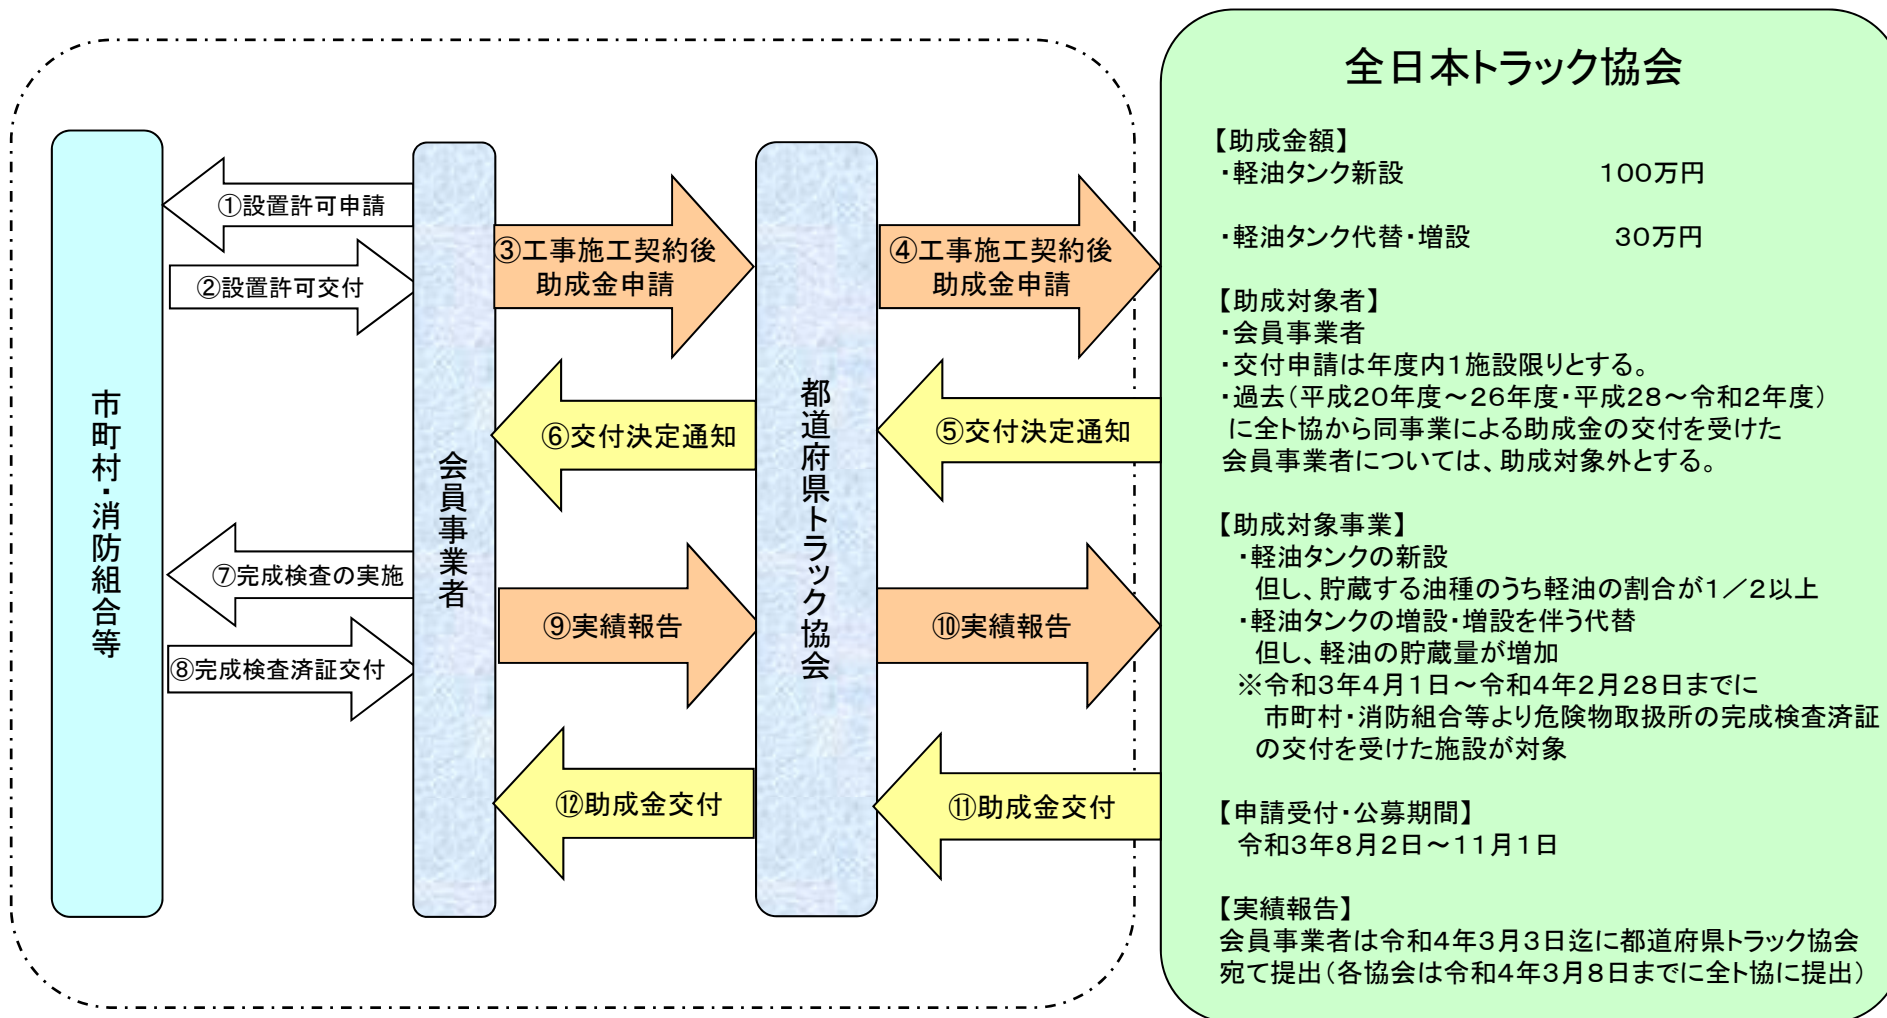 市町村・消防組合等
①設置許可申請
②設置許可交付
⑦完成検査の実施
⑧完成検査済証交付
会員事業者
③工事施工契約後
助成金申請
⑥交付決定通知
⑨実績報告
⑫助成金交付
都道府県トラック協会
④工事施工契約後
助成金申請
⑤交付決定通知
⑩実績報告
⑪助成金交付
全日本トラック協会
【助成金額】
・軽油タンク新設 100万円
・軽油タンク代替・増設 30万円
【助成対象者】
・会員事業者
・交付申請は年度内1施設限りとする。
・過去(平成20年度～26年度・平成28～令和2年度)
に全ト協から同事業による助成金の交付を受けた
会員事業者については、助成対象外とする。
【助成対象事業】
・軽油タンクの新設
但し、貯蔵する油種のうち軽油の割合が1／2以上
・軽油タンクの増設・増設を伴う代替
但し、軽油の貯蔵量が増加
※令和3年4月1日～令和4年2月28日までに
市町村・消防組合等より危険物取扱所の完成検査済証
の交付を受けた施設が対象
【申請受付・公募期間】
令和3年8月2日～11月1日
【実績報告】
会員事業者は令和4年3月3日迄に都道府県トラック協会
宛て提出(各協会は令和4年3月8日までに全ト協に提出)